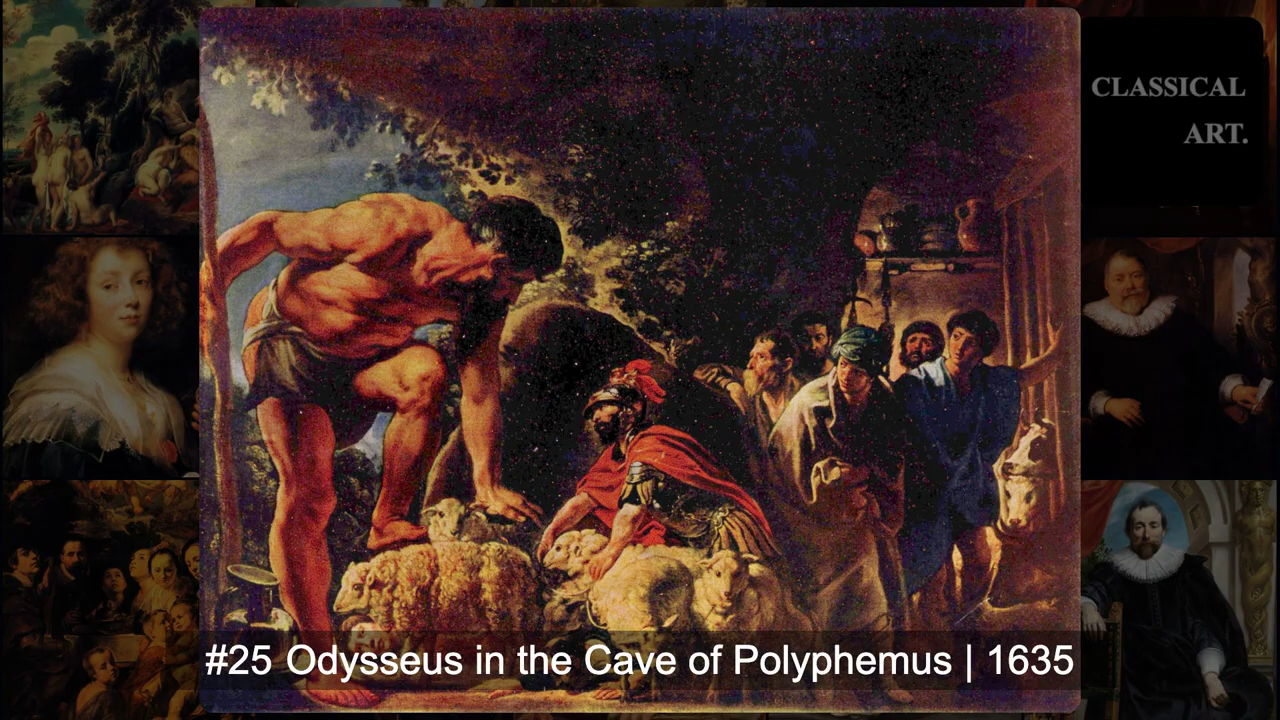 CLASSICAL
ART.
#25 Odysseus in the Cave of Polyphemus | 1635